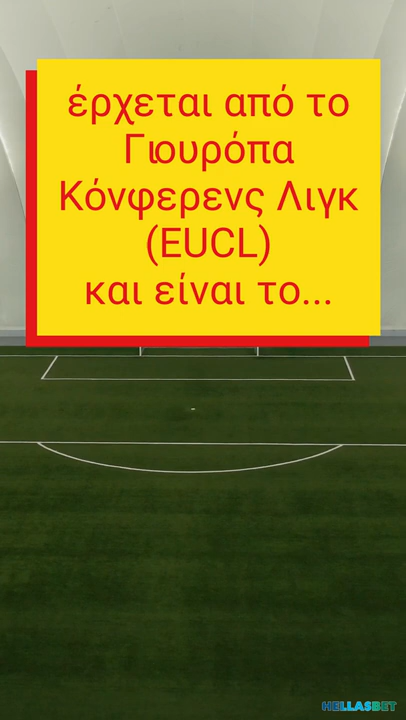 έρχεται από το
Γιουρόπα
Κόνφερενς Λιγκ
(EUCL)
και είναι το...
HELLASBET